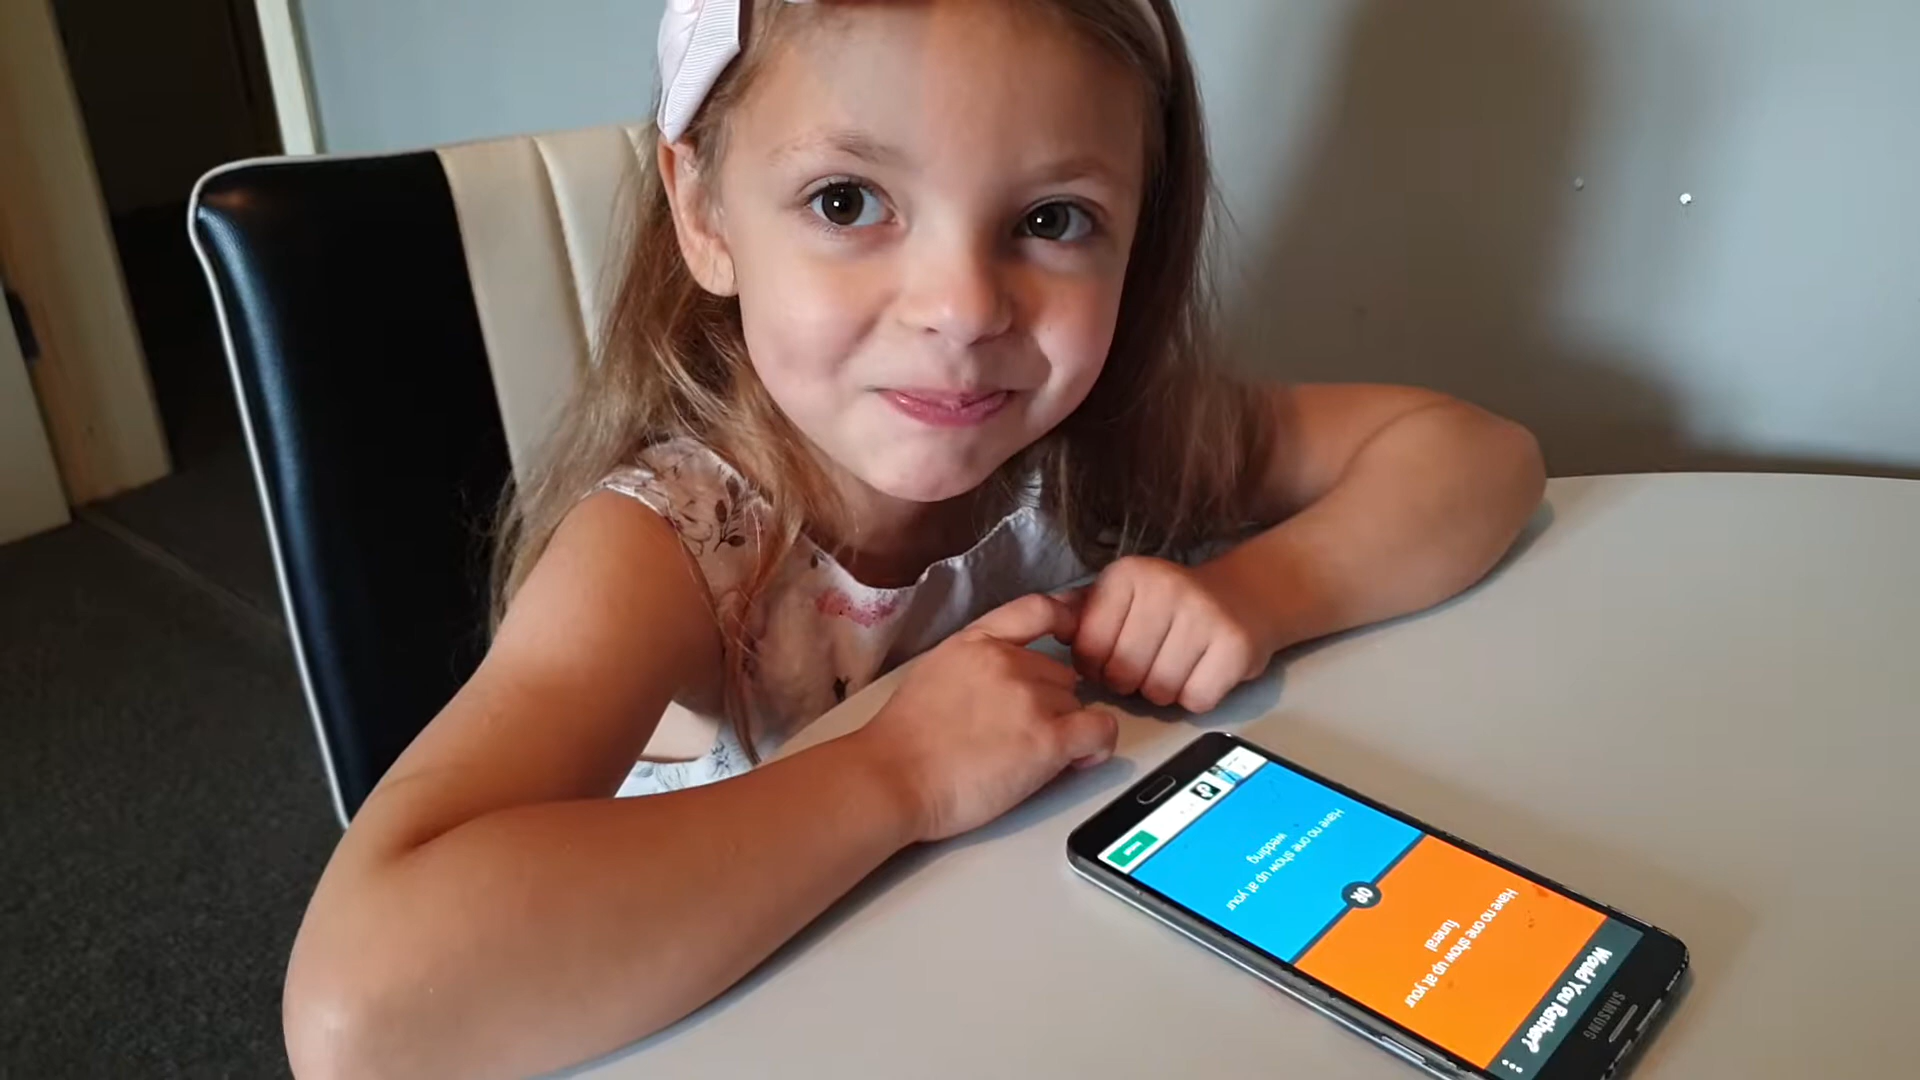 SAMSUNG
Would You Rather?
Have no one show up at your
funeral
OR
Have no one show up at your
wedding